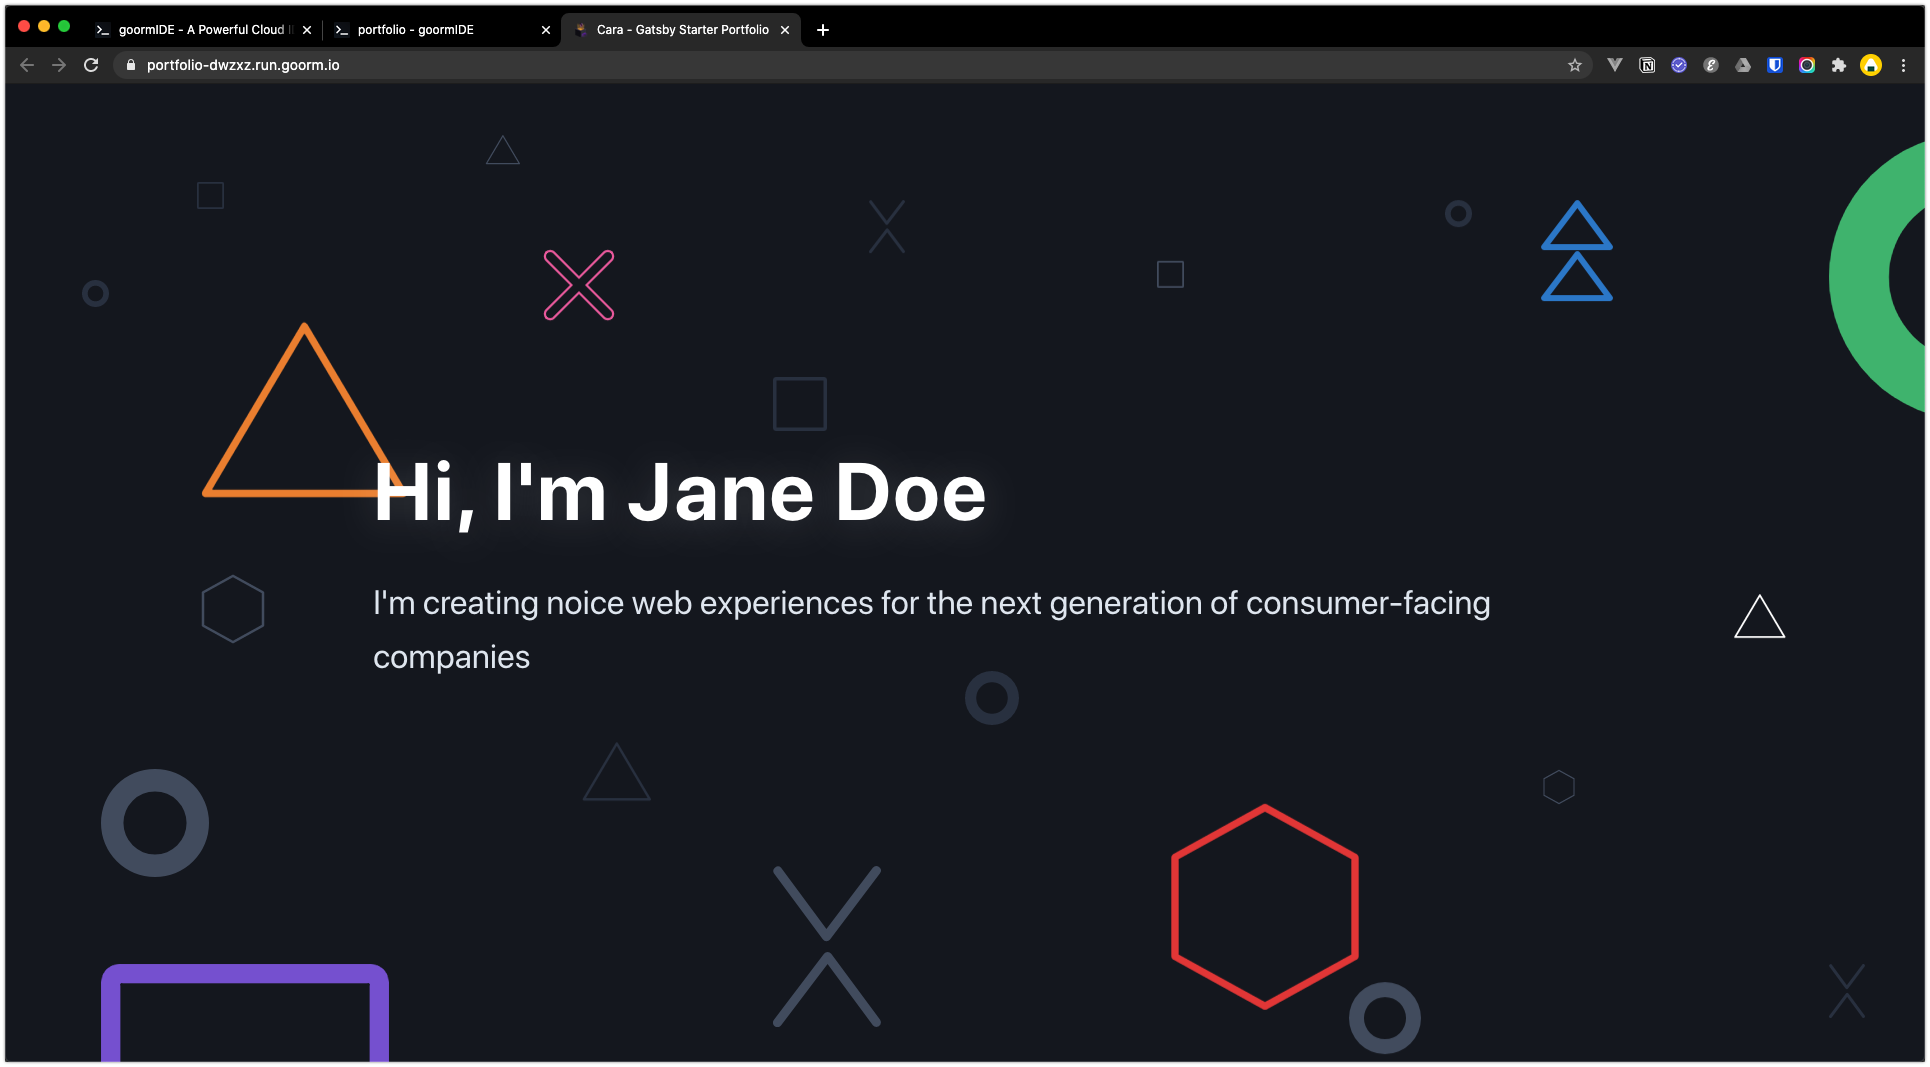 goormIDE - A Powerful Cloud I
portfolio - goormIDE
Cara - Gatsby Starter Portfolio
portfolio-dwzxz.run.goorm.io
Hi, I'm Jane Doe
I'm creating noice web experiences for the next generation of consumer-facing
companies